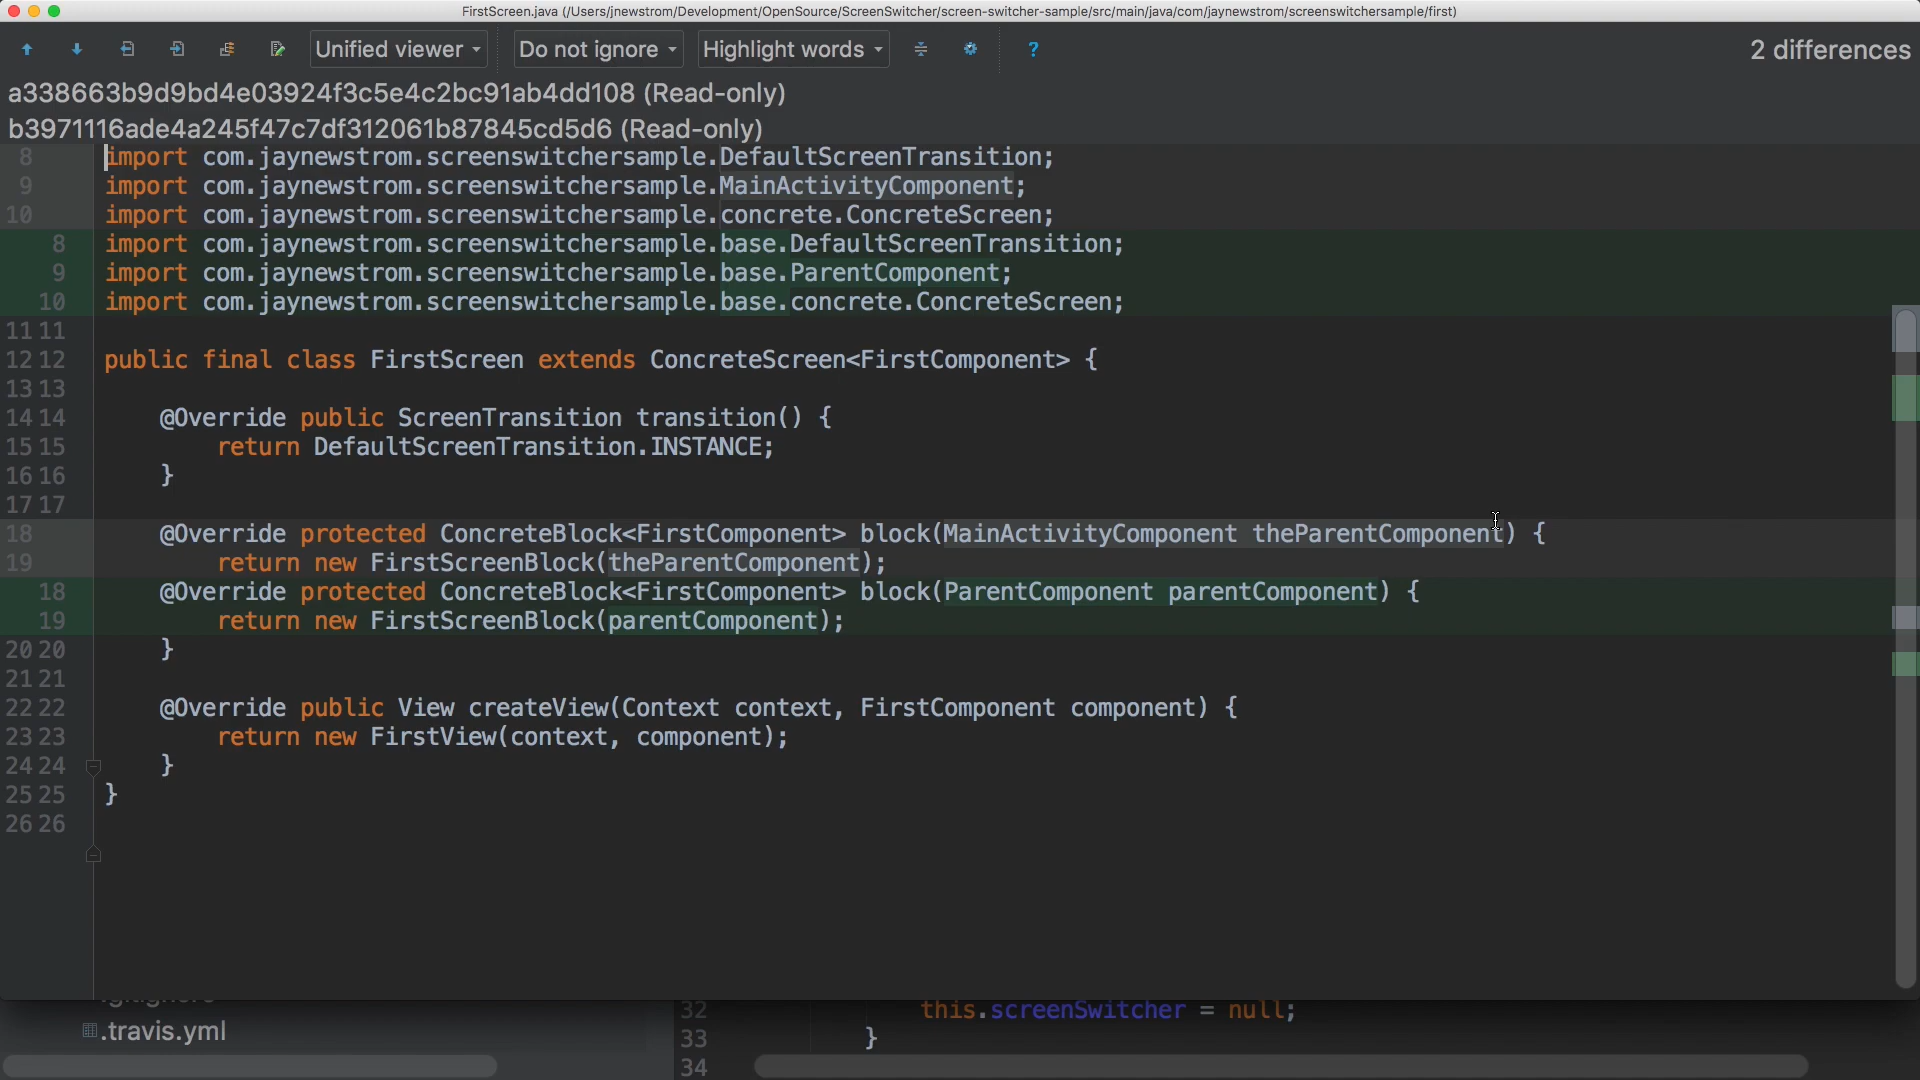 FirstScreen.java (/Users/jnewstrom/Development/OpenSource/ScreenSwitcher/screen-switcher-sample/src/main/java/com/jaynewstrom/screenswitchersample/first)
Unified viewer Do not ignore Highlight words ? 2 differences
a338663b9d9bd4e03924f3c5e4c2bc91ab4dd108 (Read-only)
b3971116ade4a245f47c7df312061b87845cd5d6 (Read-only)
8 import com.jaynewstrom.screenswitchersample.DefaultScreenTransition;
9 import com.jaynewstrom.screenswitchersample.MainActivityComponent;
10 import com.jaynewstrom.screenswitchersample.concrete.ConcreteScreen;
8 import com.jaynewstrom.screenswitchersample.base.DefaultScreenTransition;
9 import com.jaynewstrom.screenswitchersample.base.ParentComponent;
10 import com.jaynewstrom.screenswitchersample.base.concrete.ConcreteScreen;
11 11
12 12 public final class FirstScreen extends ConcreteScreen<FirstComponent> {
13 13
14 14 @Override public ScreenTransition transition() {
15 15 return DefaultScreenTransition.INSTANCE;
16 16 }
17 17
18 @Override protected ConcreteBlock<FirstComponent> block(MainActivityComponent theParentComponent) {
19 return new FirstScreenBlock(theParentComponent);
18 @Override protected ConcreteBlock<FirstComponent> block(ParentComponent parentComponent) {
19 return new FirstScreenBlock(parentComponent);
20 20 }
21 21
22 22 @Override public View createView(Context context, FirstComponent component) {
23 23 return new FirstView(context, component);
24 24 }
25 25 }
26 26
32 this.screenSwitcher = null;
.travis.yml
33 }
34